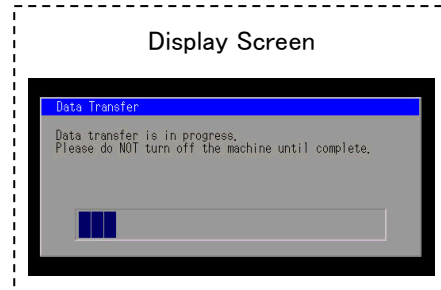 Display Screen
Data Transfer
Data transfer is in progress.
Please do NOT turn off the machine until complete.